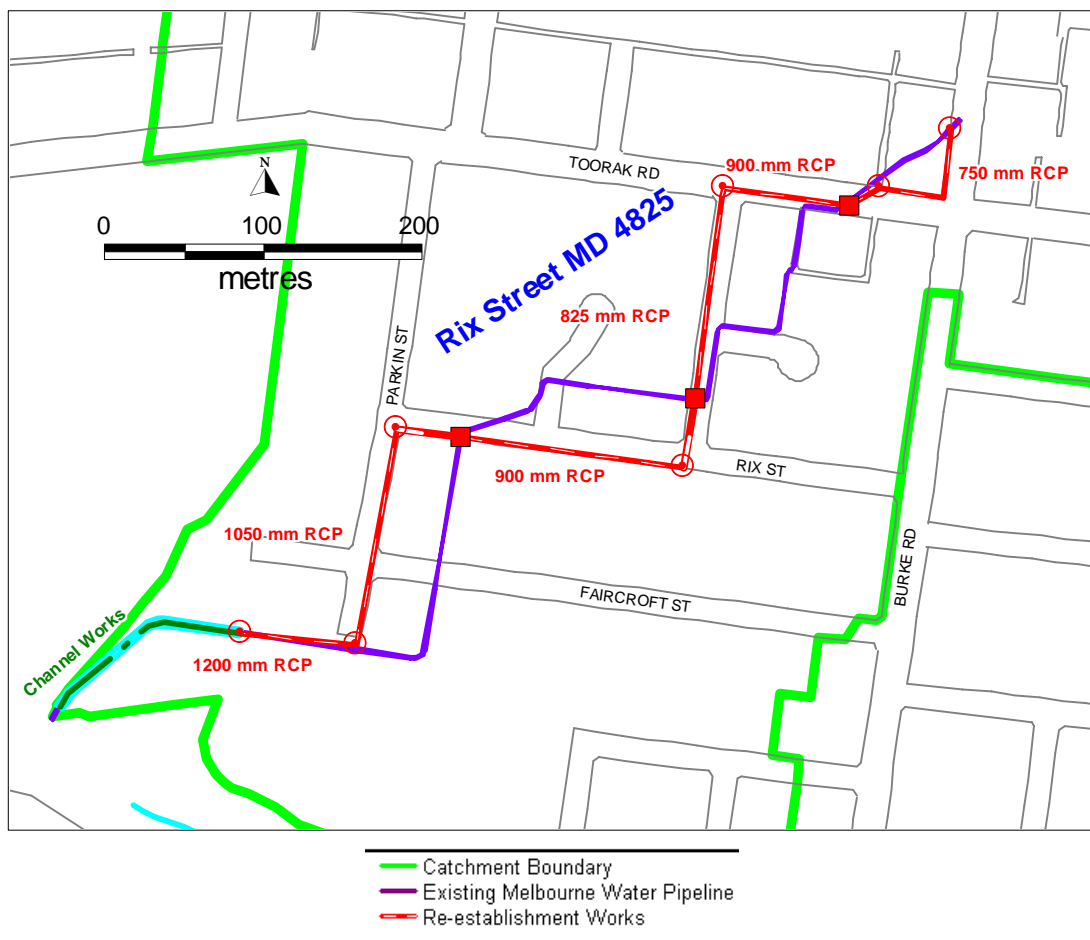 TOORAK RD
900 mm RCP
750 mm RCP
N
0 100 200
metres
Rix Street MD 4825
825 mm RCP
PARKIN ST
900 mm RCP
RIX ST
1050 mm RCP
BURKE RD
FAIRCROFT ST
Channel Works
1200 mm RCP
Catchment Boundary
Existing Melbourne Water Pipeline
Re-establishment Works